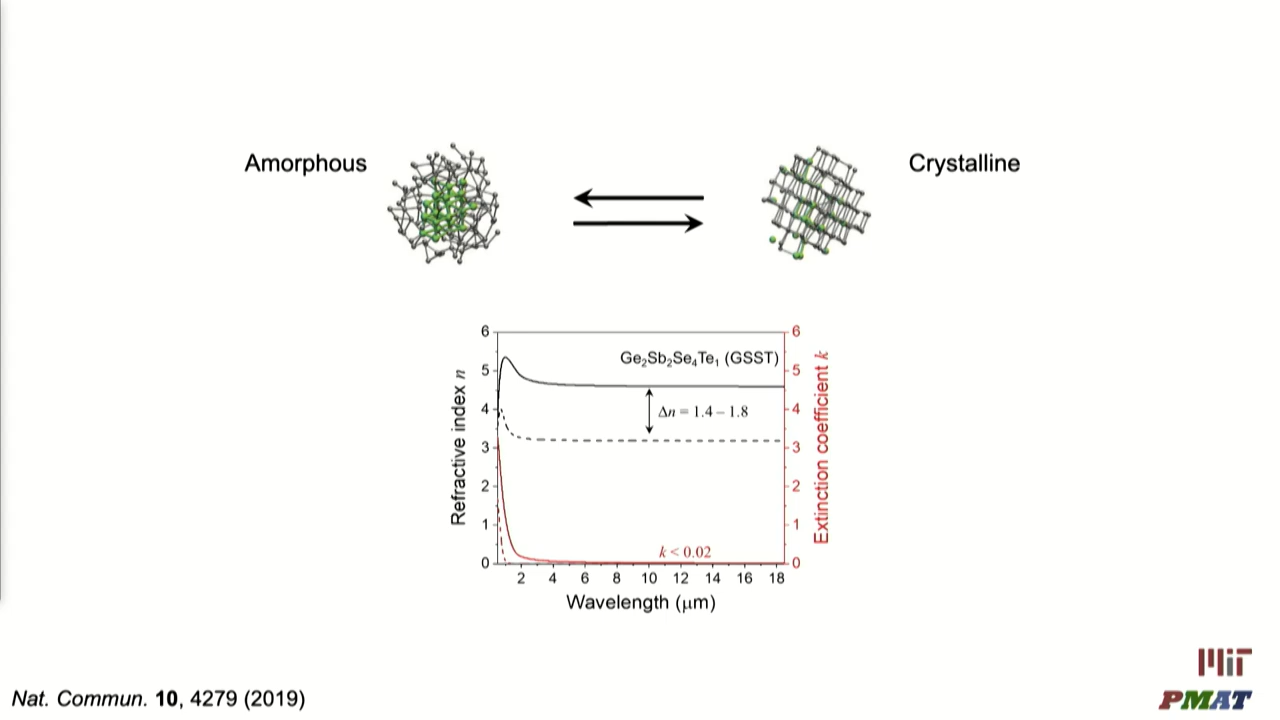 Amorphous
Crystalline
Ge₂Sb₂Se₄Te₁ (GSST)
Δn = 1.4 – 1.8
k < 0.02
Refractive index n
6
5
4
3
2
1
0
Extinction coefficient k
6
5
4
3
2
1
0
2 4 6 8 10 12 14 16 18
Wavelength (μm)
Nat. Commun. 10, 4279 (2019)
MIT
PMAT